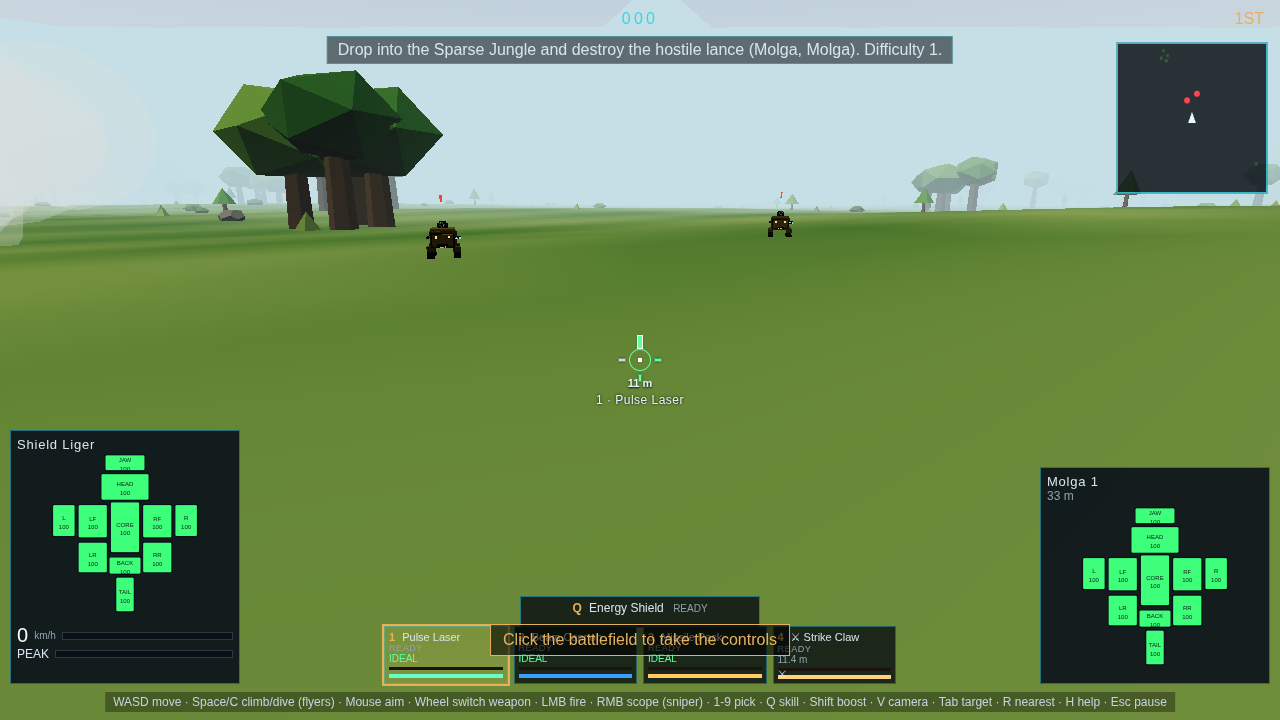 000
1ST
Drop into the Sparse Jungle and destroy the hostile lance (Molga, Molga). Difficulty 1.
11 m
1 · Pulse Laser
Shield Liger
JAW
100
HEAD
100
L
100
LF
100
CORE
100
RF
100
R
100
LR
100
BACK
100
RR
100
TAIL
100
0 km/h
PEAK
Molga 1
33 m
JAW
100
HEAD
100
L
100
LF
100
CORE
100
RF
100
R
100
LR
100
BACK
100
RR
100
TAIL
100
Q Energy Shield READY
Click the battlefield to take the controls
1 Pulse Laser
READY
IDEAL
READY
IDEAL
READY
IDEAL
4 ⚔ Strike Claw
READY
11.4 m
⚔
WASD move · Space/C climb/dive (flyers) · Mouse aim · Wheel switch weapon · LMB fire · RMB scope (sniper) · 1-9 pick · Q skill · Shift boost · V camera · Tab target · R nearest · H help · Esc pause